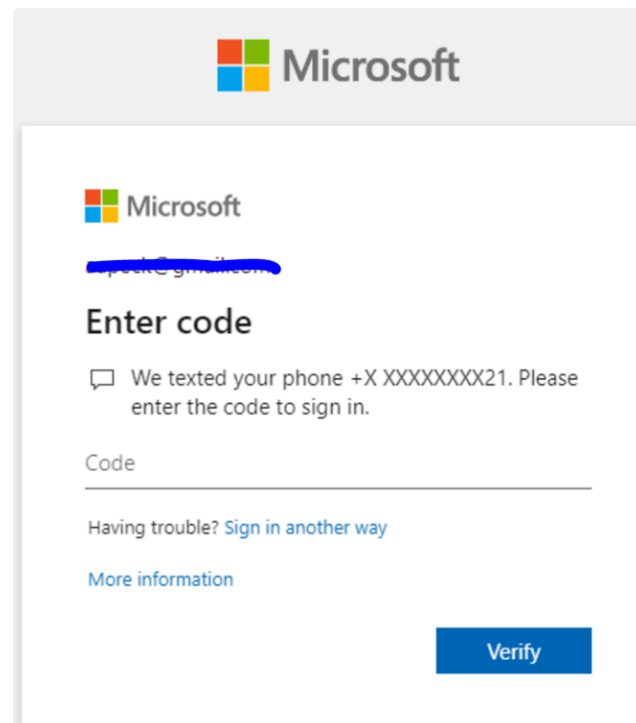 Microsoft
Microsoft
Enter code
We texted your phone +X XXXXXXXX21. Please
enter the code to sign in.
Code
Having trouble? Sign in another way
More information
Verify